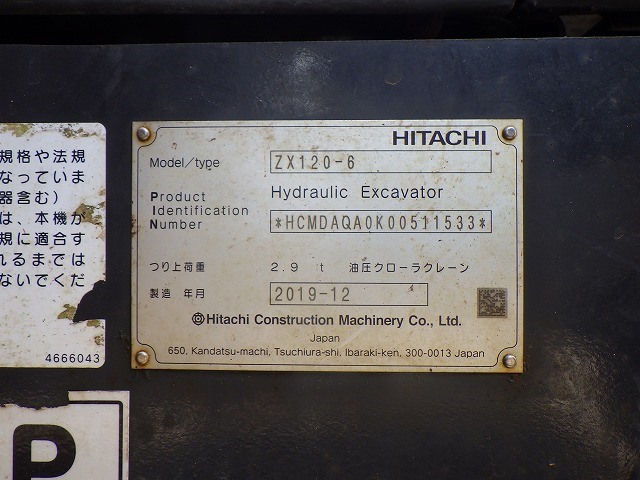 HITACHI
Model/type ZX120-6
Hydraulic Excavator
Product
Identification
Number
*HCMDAQA0K00511533*
つり上荷重 2.9 t 油圧クローラクレーン
製造 年月 2019-12
Hitachi Construction Machinery Co., Ltd.
Japan
650, Kandatsu-machi, Tsuchiura-shi, Ibaraki-ken, 300-0013 Japan
規格や法規
なっていま
器含む）
は、本機が
規に適合す
れるまでは
ないでくだ
4666043
P